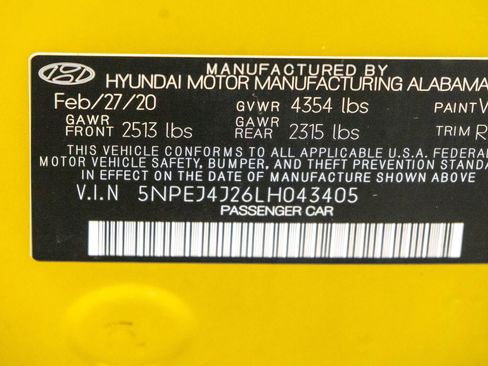 MANUFACTURED BY
HYUNDAI MOTOR MANUFACTURING ALABAMA
Feb/27/20 GVWR 4354 lbs PAINT
GAWR FRONT 2513 lbs GAWR REAR 2315 lbs TRIM R
THIS VEHICLE CONFORMS TO ALL APPLICABLE U.S.A. FEDERAL
MOTOR VEHICLE SAFETY, BUMPER, AND THEFT PREVENTION STANDA
IN EFFECT ON THE DATE OF MANUFACTURE SHOWN ABOVE
V.I.N 5NPEJ4J26LH043405
PASSENGER CAR